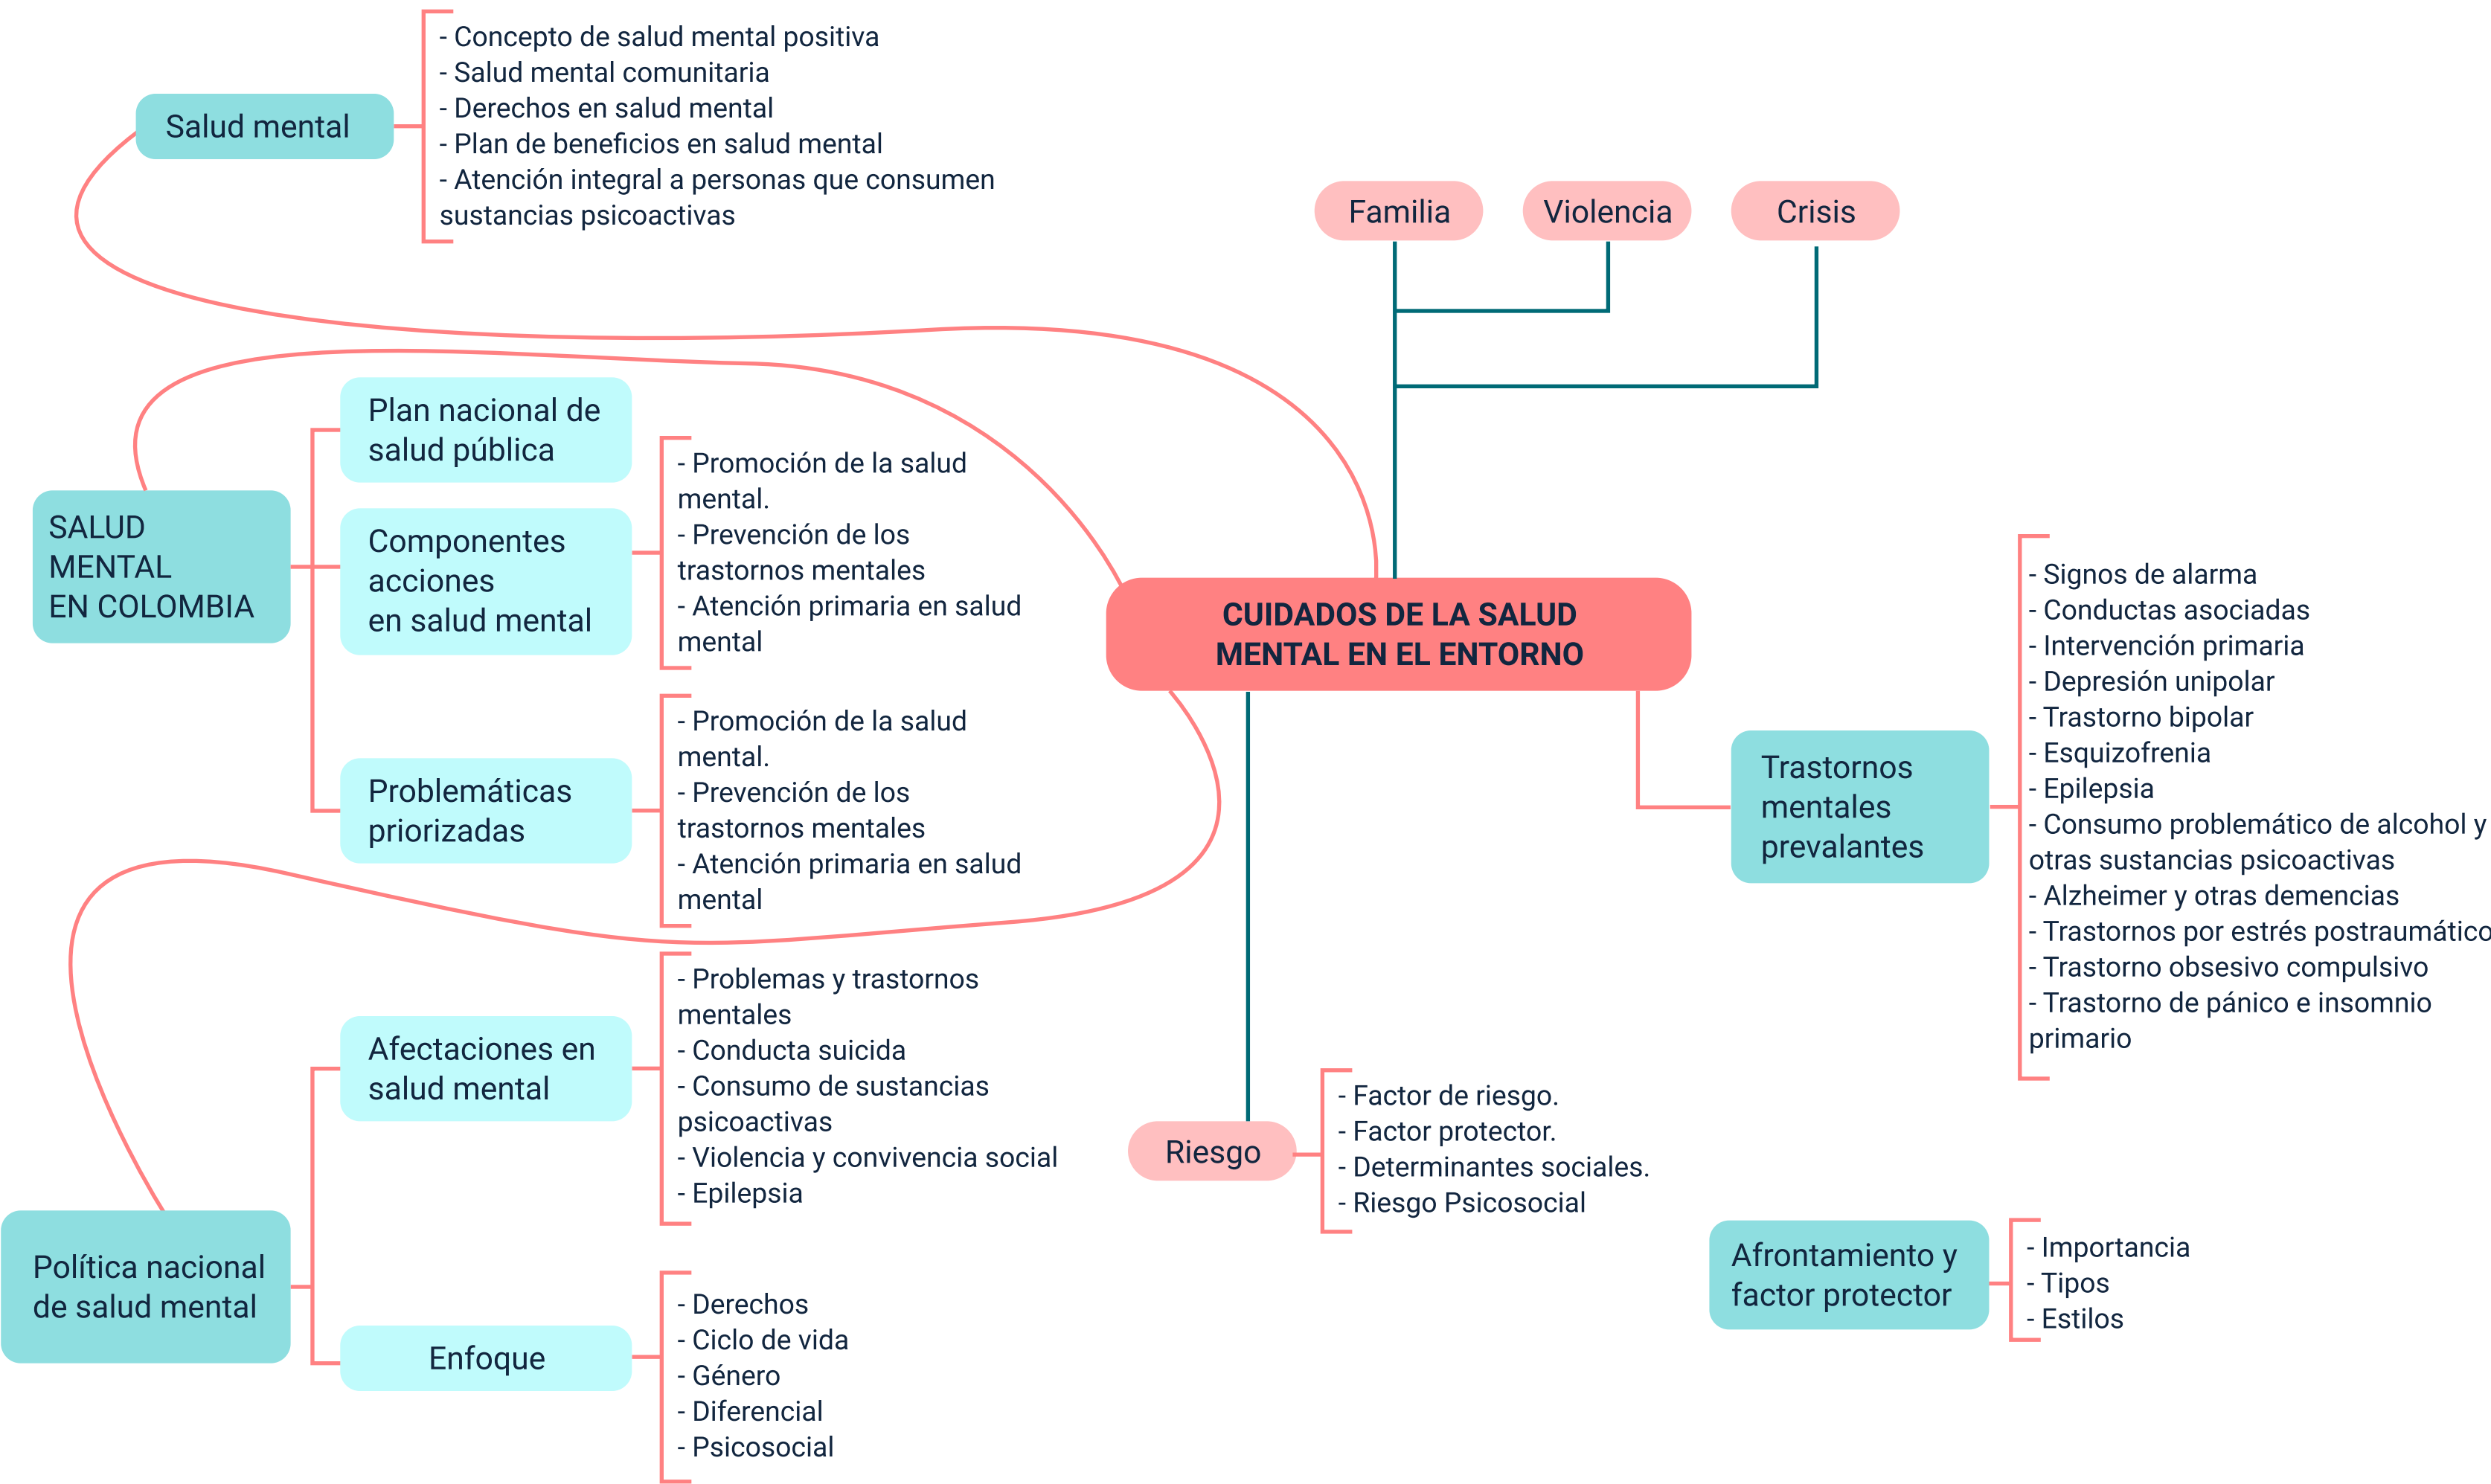 Salud mental
- Concepto de salud mental positiva
- Salud mental comunitaria
- Derechos en salud mental
- Plan de beneficios en salud mental
- Atención integral a personas que consumen
sustancias psicoactivas
Familia
Violencia
Crisis
SALUD
MENTAL
EN COLOMBIA
Plan nacional de
salud pública
Componentes
acciones
en salud mental
- Promoción de la salud
mental.
- Prevención de los
trastornos mentales
- Atención primaria en salud
mental
Problemáticas
priorizadas
- Promoción de la salud
mental.
- Prevención de los
trastornos mentales
- Atención primaria en salud
mental
CUIDADOS DE LA SALUD
MENTAL EN EL ENTORNO
Trastornos
mentales
prevalantes
- Signos de alarma
- Conductas asociadas
- Intervención primaria
- Depresión unipolar
- Trastorno bipolar
- Esquizofrenia
- Epilepsia
- Consumo problemático de alcohol y
otras sustancias psicoactivas
- Alzheimer y otras demencias
- Trastornos por estrés postraumático
- Trastorno obsesivo compulsivo
- Trastorno de pánico e insomnio
primario
Política nacional
de salud mental
Afectaciones en
salud mental
- Problemas y trastornos
mentales
- Conducta suicida
- Consumo de sustancias
psicoactivas
- Violencia y convivencia social
- Epilepsia
Enfoque
- Derechos
- Ciclo de vida
- Género
- Diferencial
- Psicosocial
Riesgo
- Factor de riesgo.
- Factor protector.
- Determinantes sociales.
- Riesgo Psicosocial
Afrontamiento y
factor protector
- Importancia
- Tipos
- Estilos